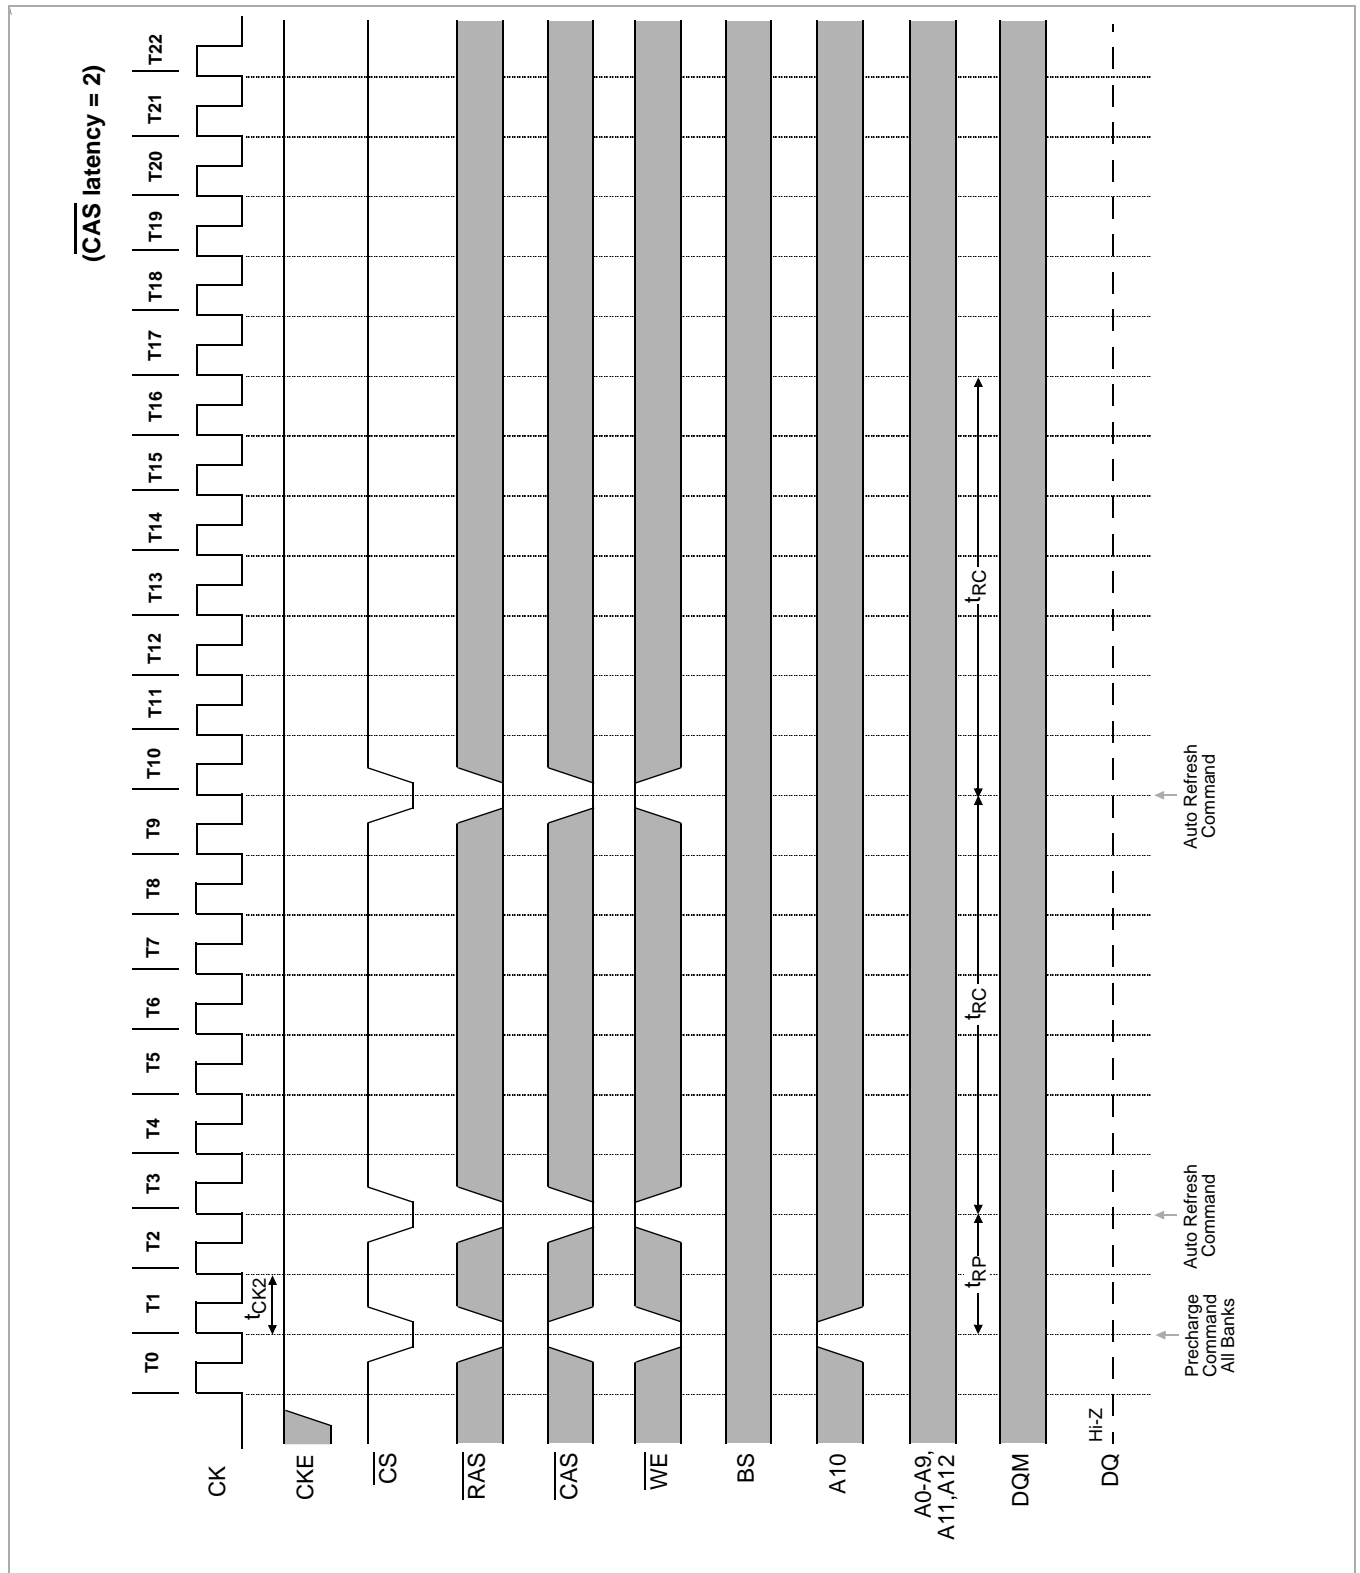 (CAS latency = 2)
T0 T1 T2 T3 T4 T5 T6 T7 T8 T9 T10 T11 T12 T13 T14 T15 T16 T17 T18 T19 T20 T21 T22
CK
tCK2
CKE
CS
RAS
CAS
WE
BS
A10
A0-A9,
A11,A12
tRP
tRC
tRC
DQM
DQ
Hi-Z
Precharge
Command
All Banks
Auto Refresh
Command
Auto Refresh
Command